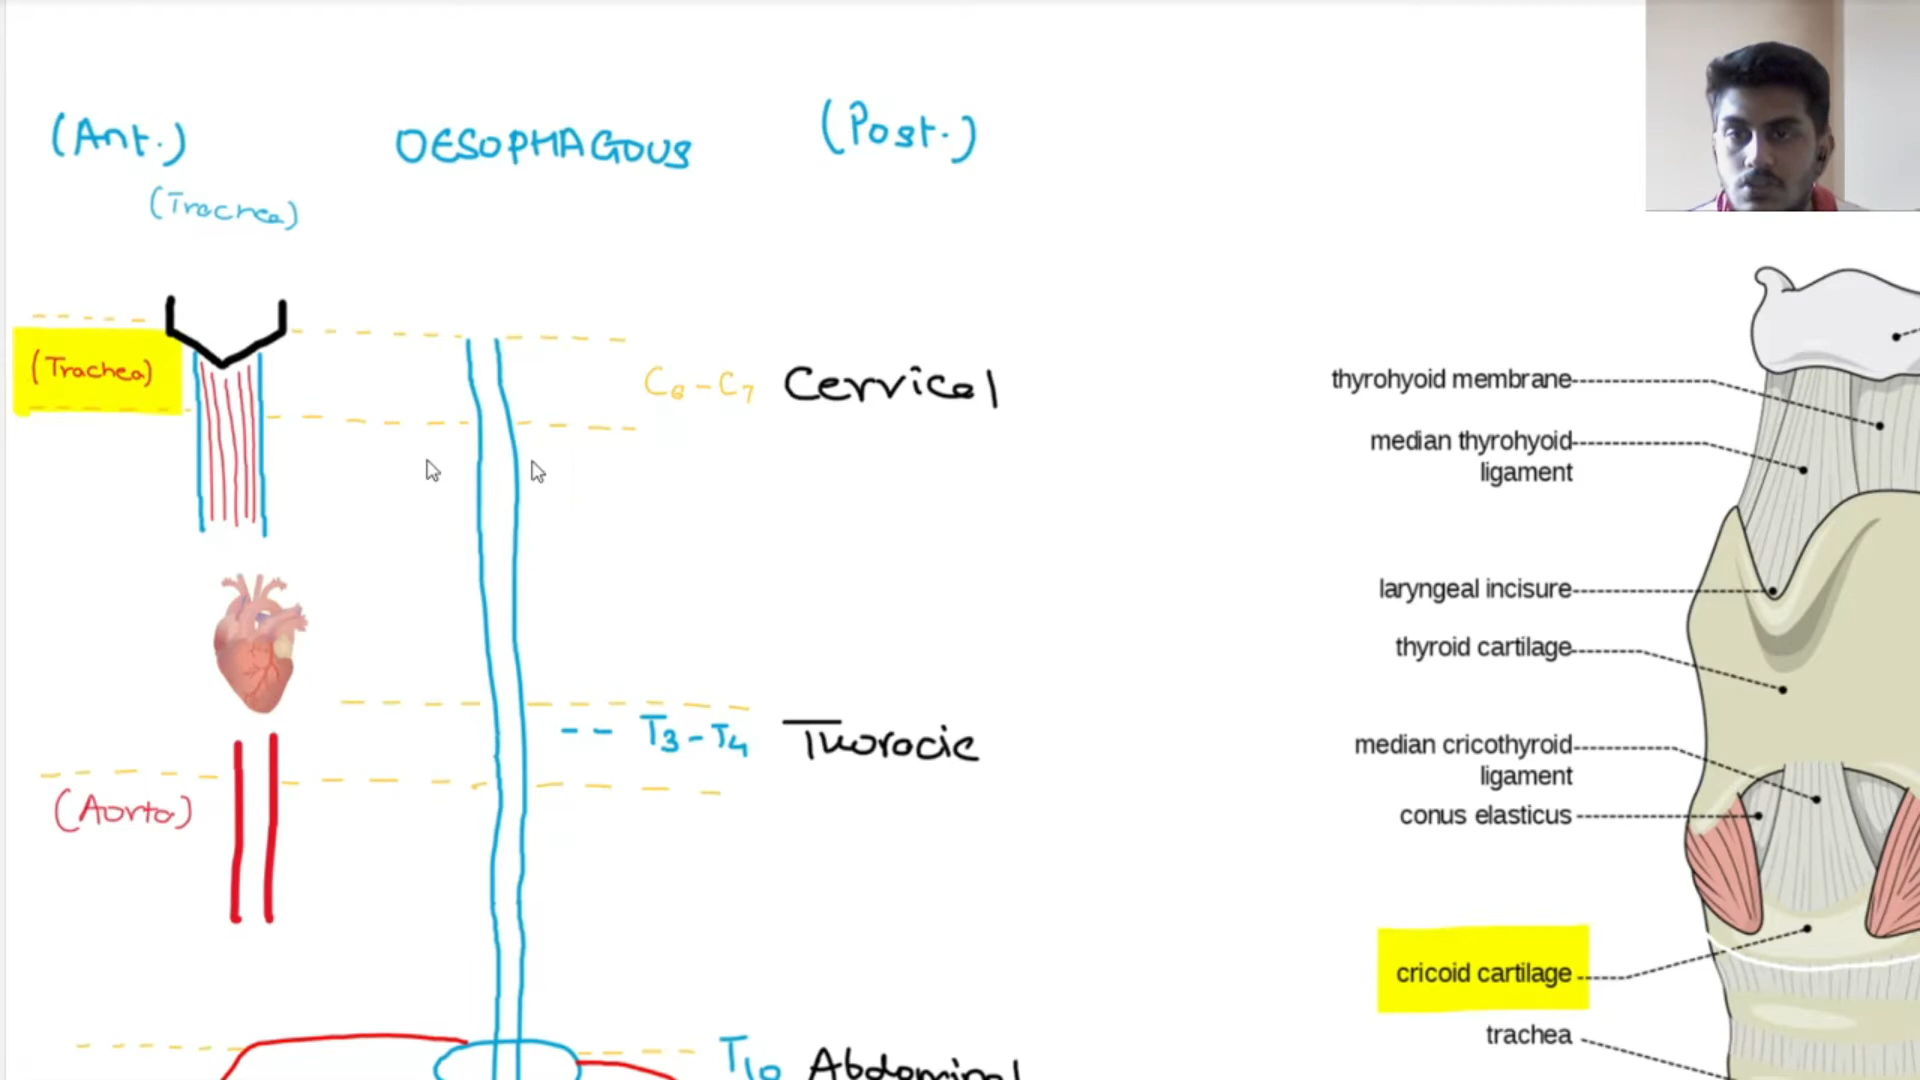 (Ant.)
OESOPHAGOUS
(Post.)
(Trachea)
(Trachea)
C6-C7 Cervical
T3-T4 Thoracic
(Aorta)
T10 Abdominal
thyrohyoid membrane
median thyrohyoid
ligament
laryngeal incisure
thyroid cartilage
median cricothyroid
ligament
conus elasticus
cricoid cartilage
trachea